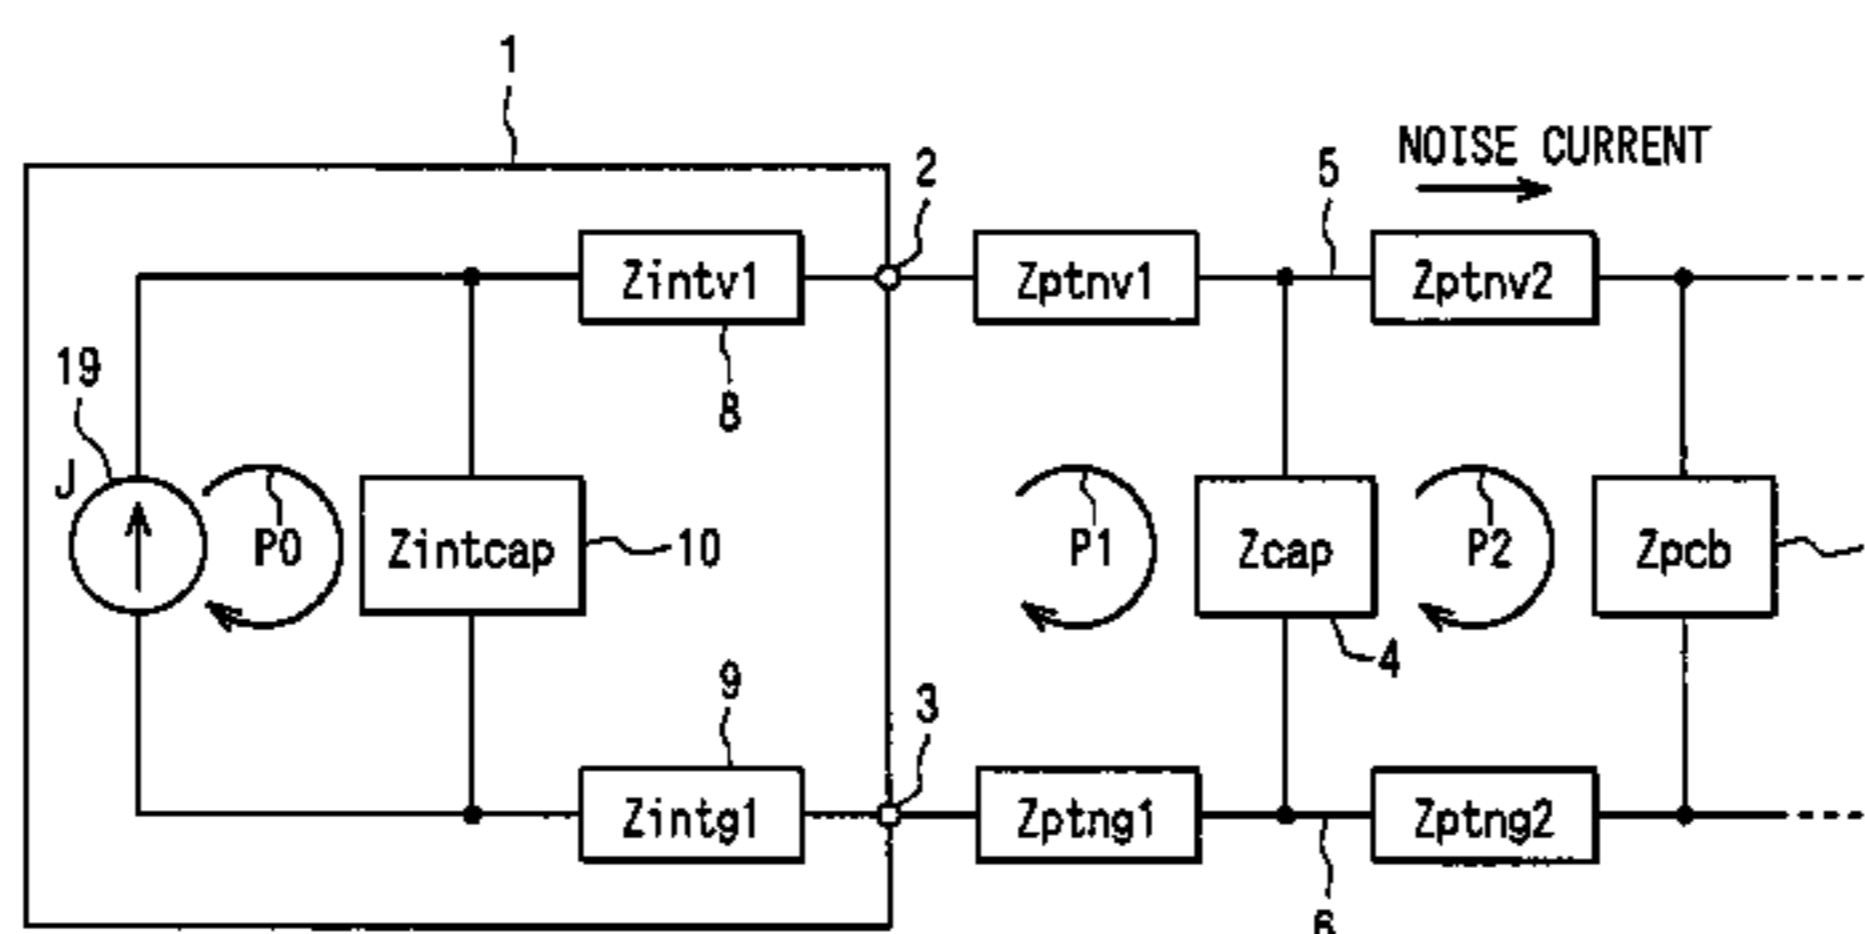 1
NOISE CURRENT
2
5
Zintv1
Zptnv1
Zptnv2
19
8
J
P0
Zintcap
10
P1
Zcap
P2
Zpcb
4
9
3
Zintg1
Zptng1
Zptng2
6